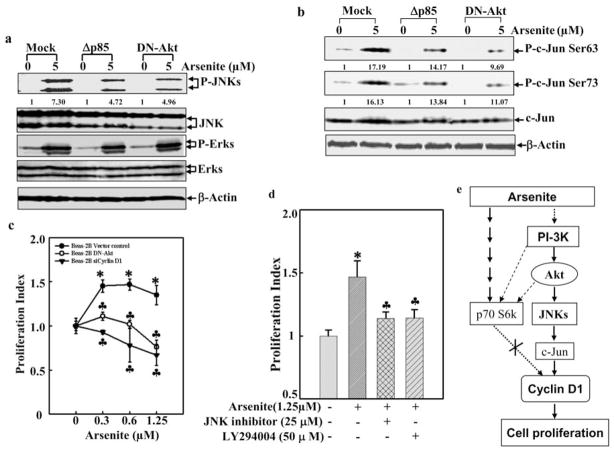 a
Mock Δp85 DN-Akt
0 5 0 5 0 5 Arsenite (µM)
P-JNKs
1 7.30 1 4.72 1 4.96
JNK
P-Erks
Erks
β-Actin
b
Mock Δp85 DN-Akt
Arsenite
0 5 0 5 0 5 (µM)
P-c-Jun Ser63
1 17.19 1 14.17 1 9.69
P-c-Jun Ser73
1 16.13 1 13.84 1 11.07
c-Jun
β-Actin
c
Beas-2B Vector control
Beas-2B DN-Akt
Beas-2B siCyclin D1
Proliferation Index
2.0
1.5
1.0
0.5
0
* * *
♣ ♣ ♣
♣ ♣ ♣
0 0.3 0.6 1.25
Arsenite (µM)
d
Proliferation Index
2.0
1.5
1.0
.5
*
♣ ♣
Arsenite(1.25µM) - + + +
JNK inhibitor (25 µM) - - + -
LY294004 (50 µ M) - - - +
e
Arsenite
PI-3K
Akt
p70 S6k
JNKs
c-Jun
Cyclin D1
Cell proliferation